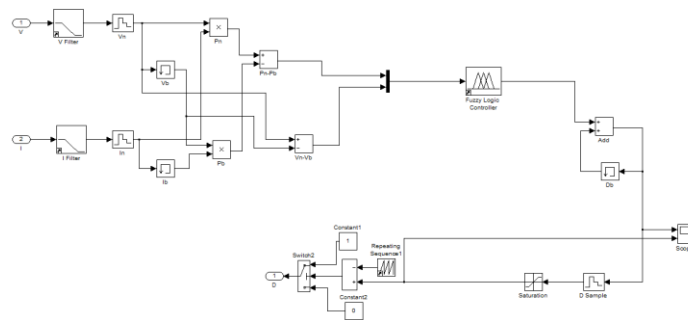 1
V
V Filter
Vn
Vb
×
Pn
+
−
Pn-Pb
Fuzzy Logic
Controller
2
I
I Filter
In
Ib
×
Pb
+
−
Vn-Vb
+
+
Add
Db
Scop
Constant1
1
Switch2
Repeating
Sequence1
−
+
1
D
Constant2
0
Saturation
D Sample